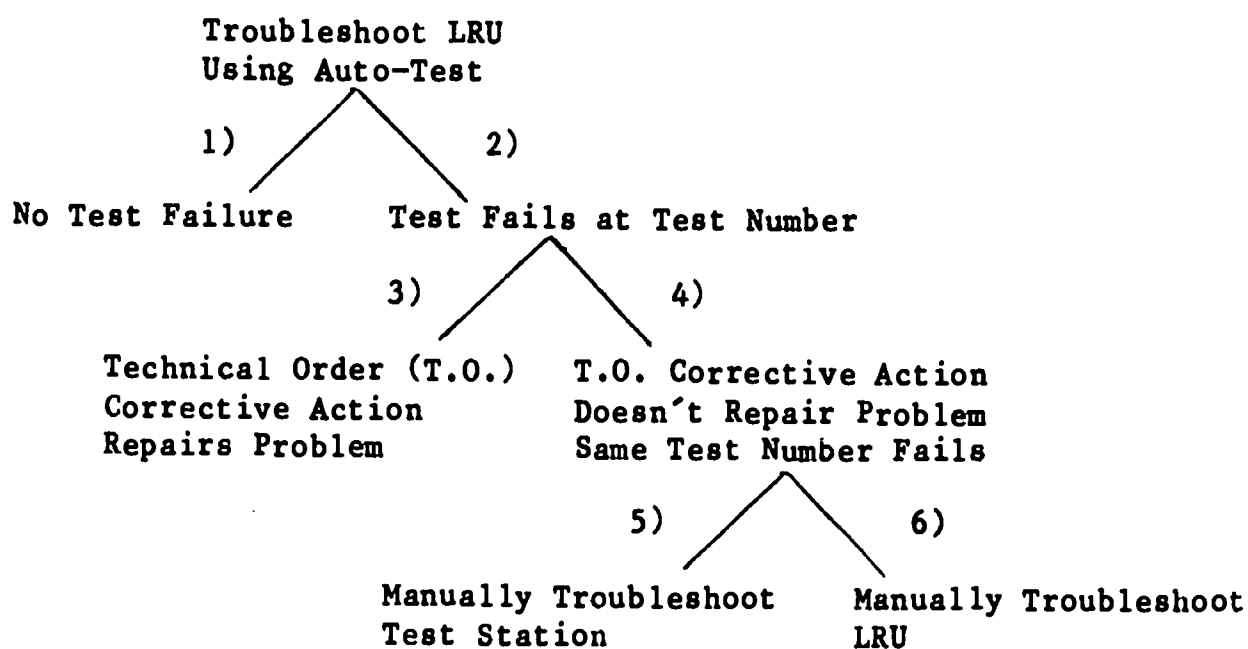 Troubleshoot LRU
Using Auto-Test
1)
2)
No Test Failure
Test Fails at Test Number
3)
4)
Technical Order (T.O.)
Corrective Action
Repairs Problem
T.O. Corrective Action
Doesn´t Repair Problem
Same Test Number Fails
5)
6)
Manually Troubleshoot
Test Station
Manually Troubleshoot
LRU